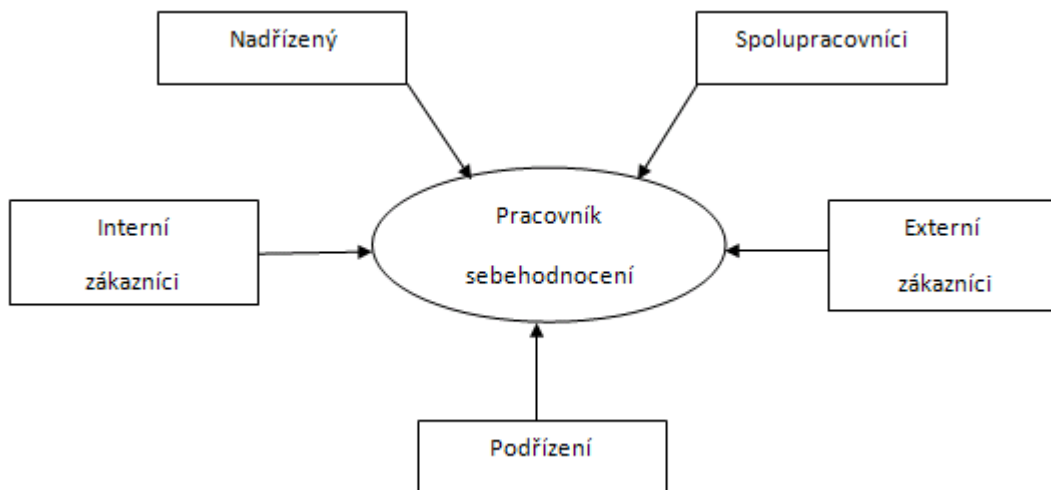 Nadřízený
Spolupracovníci
Interní
zákazníci
Pracovník
sebehodnocení
Externí
zákazníci
Podřízení